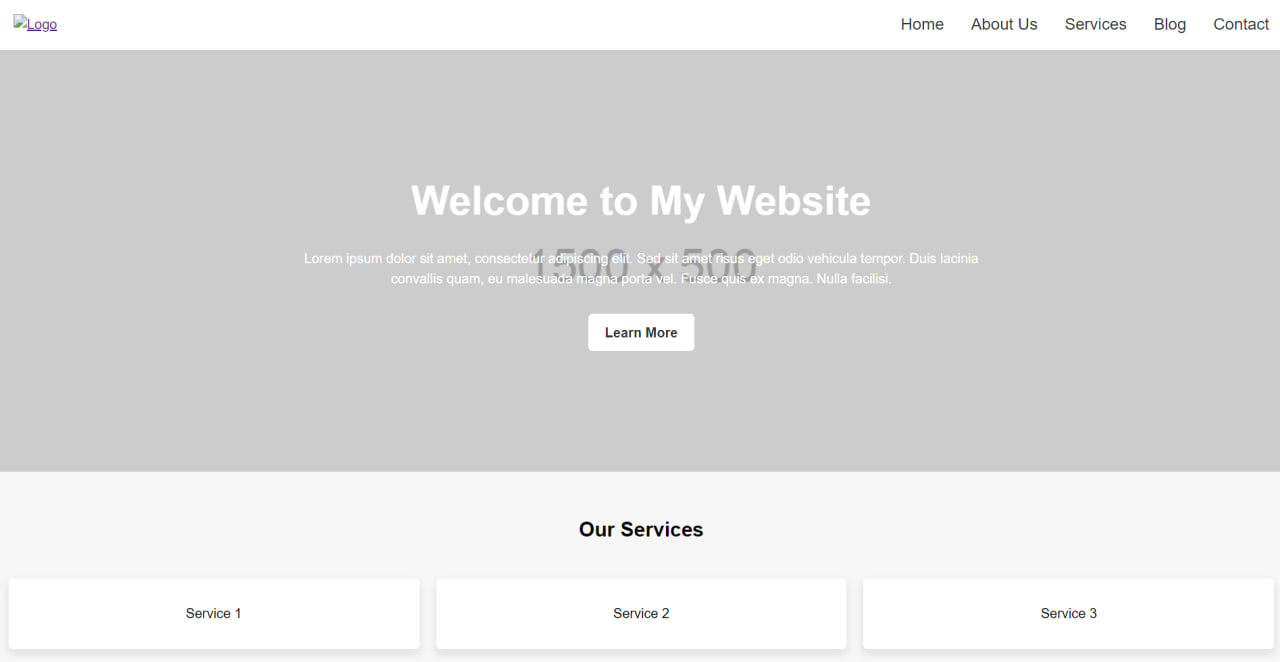 Logo
Home About Us Services Blog Contact
Welcome to My Website
1500 x 500
Lorem ipsum dolor sit amet, consectetur adipiscing elit. Sed sit amet risus eget odio vehicula tempor. Duis lacinia
convallis quam, eu malesuada magna porta vel. Fusce quis ex magna. Nulla facilisi.
Learn More
Our Services
Service 1
Service 2
Service 3